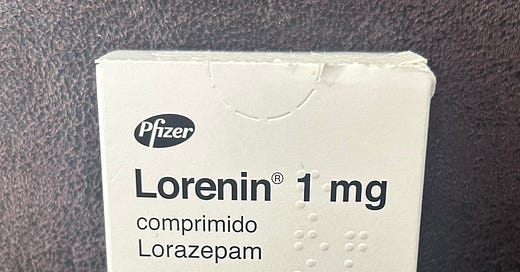 Pfizer
Lorenin® 1 mg
comprimido
Lorazepam